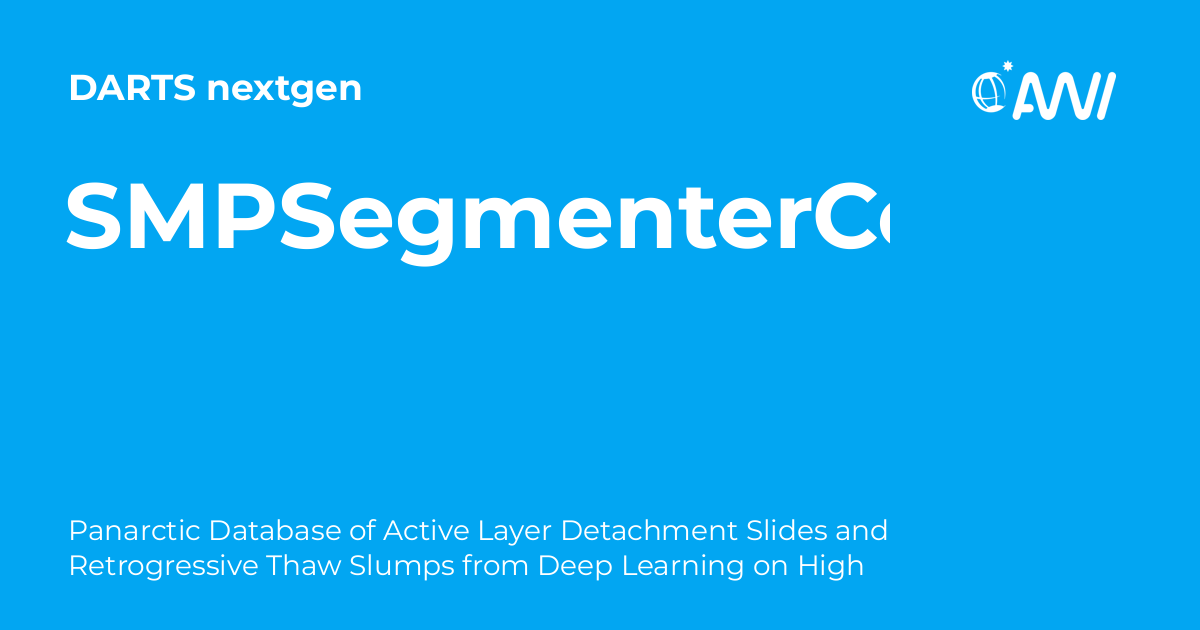 DARTS nextgen
AWI
SMPSegmenterC
Panarctic Database of Active Layer Detachment Slides and
Retrogressive Thaw Slumps from Deep Learning on High